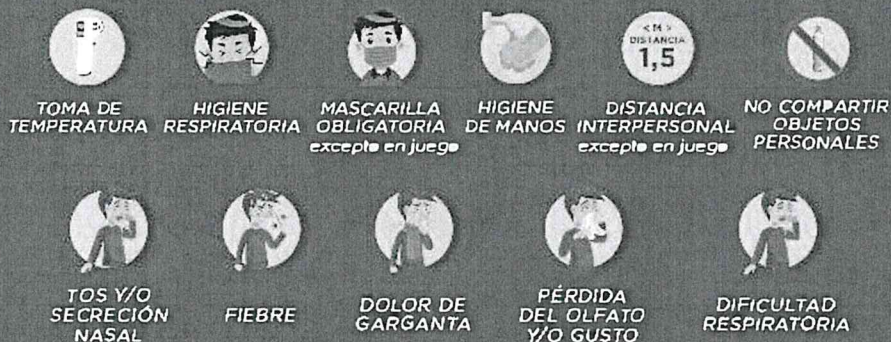 < M >
DISTANCIA
1,5
TOMA DE
TEMPERATURA
HIGIENE
RESPIRATORIA
MASCARILLA
OBLIGATORIA
excepto en juego
HIGIENE
DE MANOS
DISTANCIA
INTERPERSONAL
excepto en juego
NO COMPARTIR
OBJETOS
PERSONALES
TOS Y/O
SECRECIÓN
NASAL
FIEBRE
DOLOR DE
GARGANTA
PÉRDIDA
DEL OLFATO
Y/O GUSTO
DIFICULTAD
RESPIRATORIA